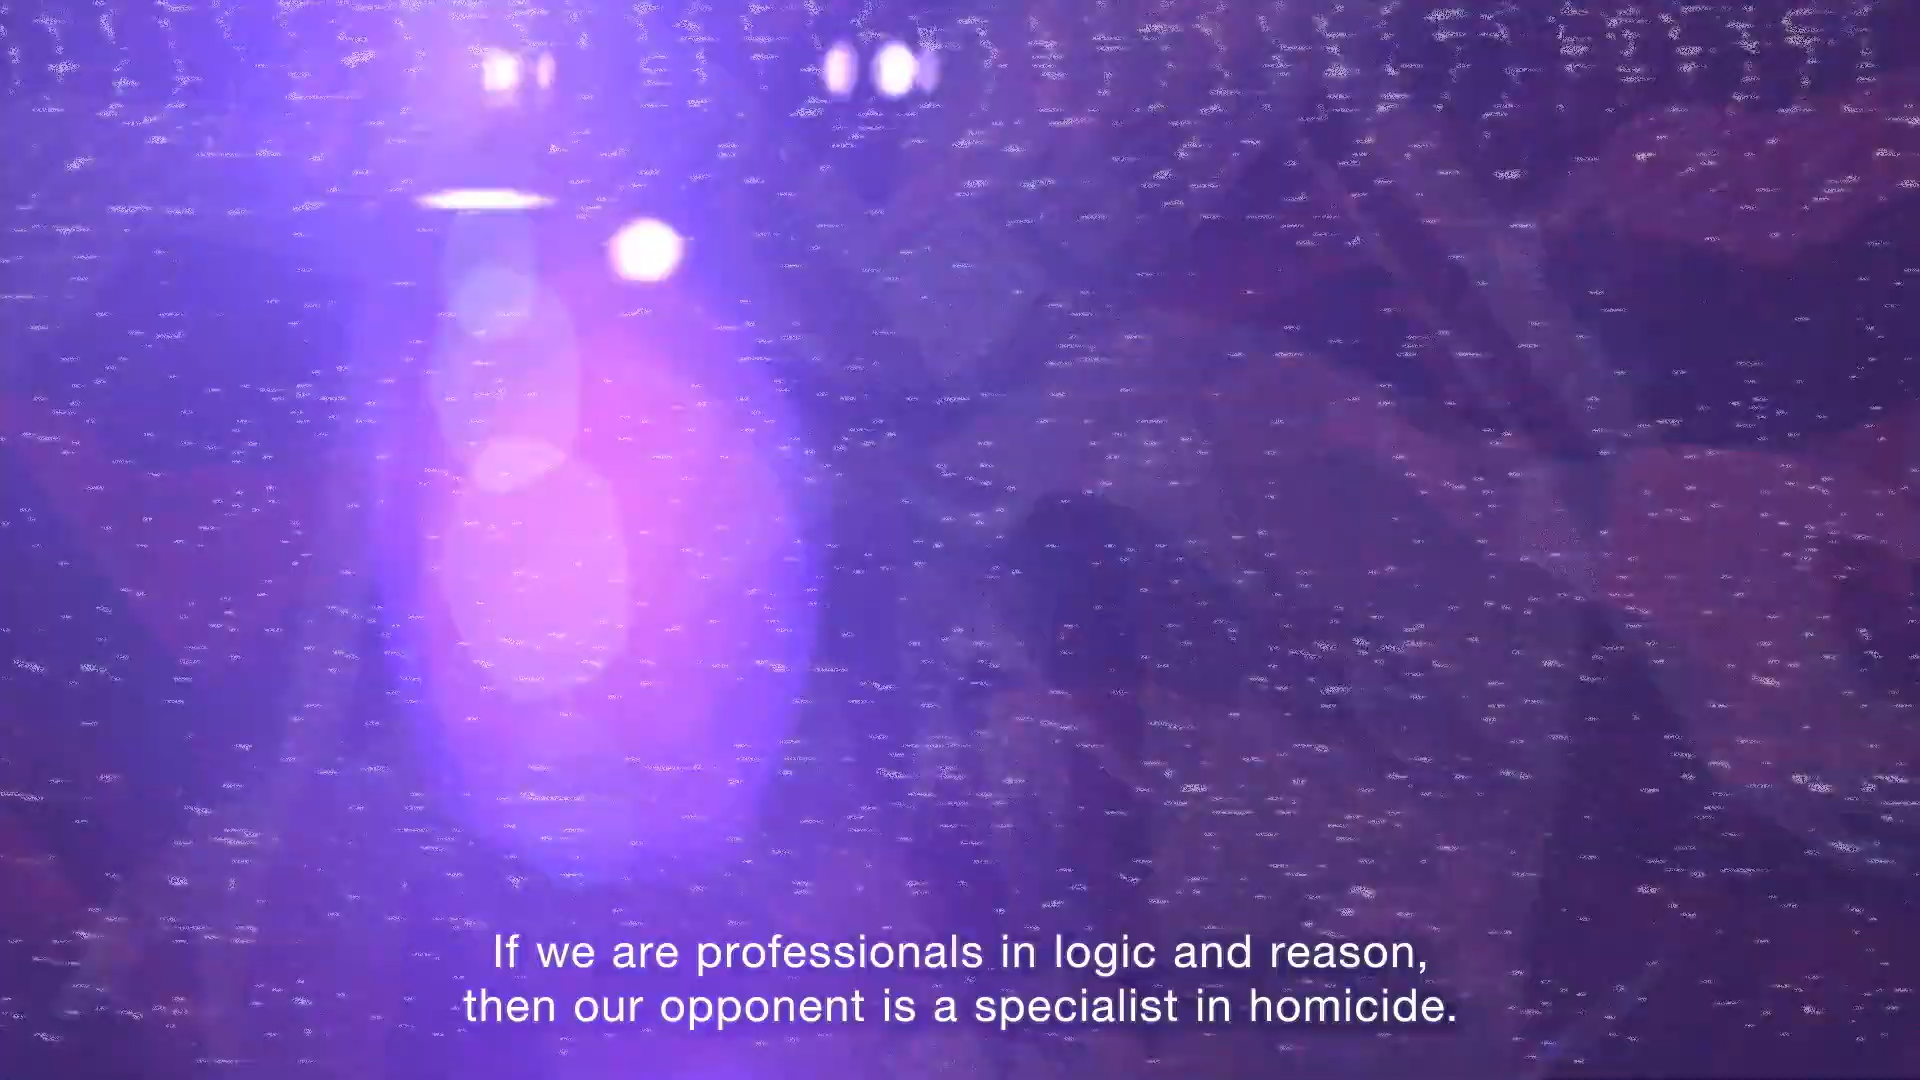 If we are professionals in logic and reason,
then our opponent is a specialist in homicide.